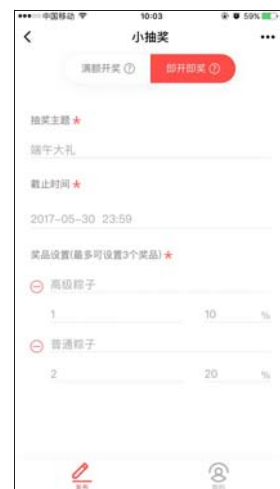 中国移动 10:03 59%
小抽奖
满额开奖 ? 即开即奖 ?
抽奖主题 *
端午大礼
截止时间 *
2017-05-30 23:59
奖品设置(最多可设置3个奖品) *
高级粽子
1 10 %
普通粽子
2 20 %